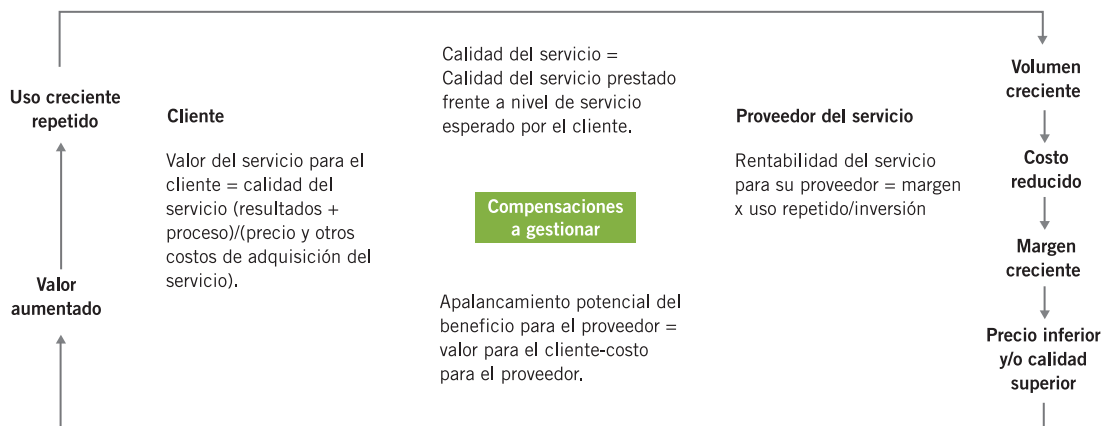 Uso creciente
repetido
Valor
aumentado
Cliente
Valor del servicio para el
cliente = calidad del
servicio (resultados +
proceso)/(precio y otros
costos de adquisición del
servicio).
Calidad del servicio =
Calidad del servicio prestado
frente a nivel de servicio
esperado por el cliente.
Compensaciones
a gestionar
Apalancamiento potencial del
beneficio para el proveedor =
valor para el cliente-costo
para el proveedor.
Proveedor del servicio
Rentabilidad del servicio
para su proveedor = margen
x uso repetido/inversión
Volumen
creciente
Costo
reducido
Margen
creciente
Precio inferior
y/o calidad
superior